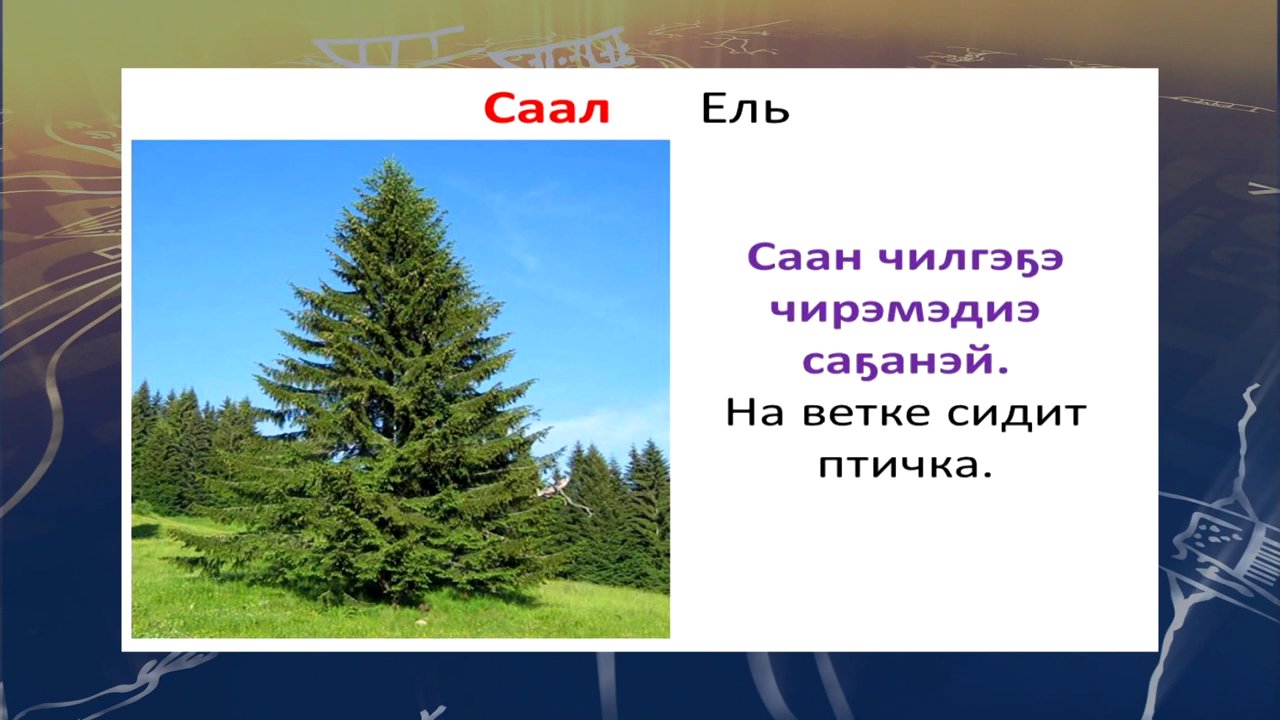 Саал Ель
Саан чилгэҕэ
чирэмэдиэ
саҕанэй.
На ветке сидит
птичка.